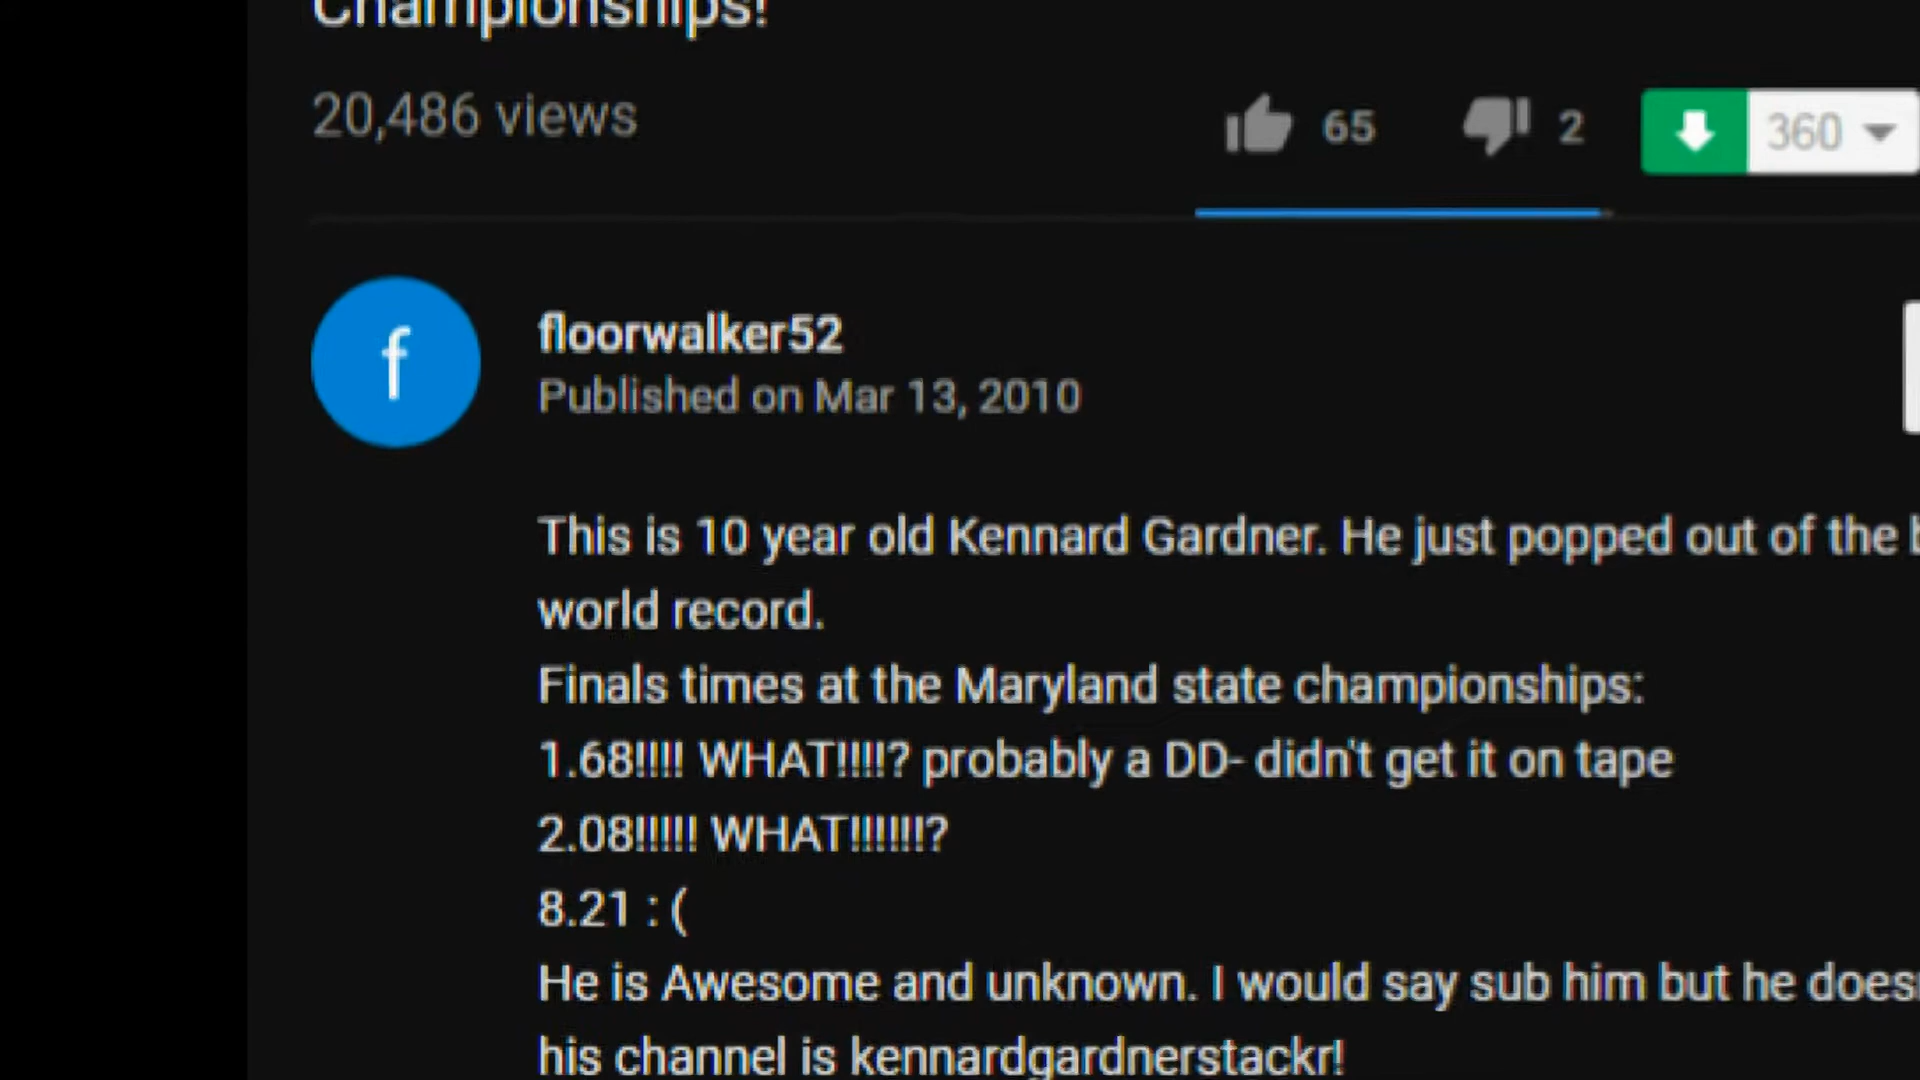 Championships!
20,486 views
65 2 360
f
floorwalker52
Published on Mar 13, 2010
This is 10 year old Kennard Gardner. He just popped out of the
world record.
Finals times at the Maryland state championships:
1.68!!!! WHAT!!!!? probably a DD- didn't get it on tape
2.08!!!!! WHAT!!!!!!?
8.21 : (
He is Awesome and unknown. I would say sub him but he
his channel is kennardgardnerstackr!